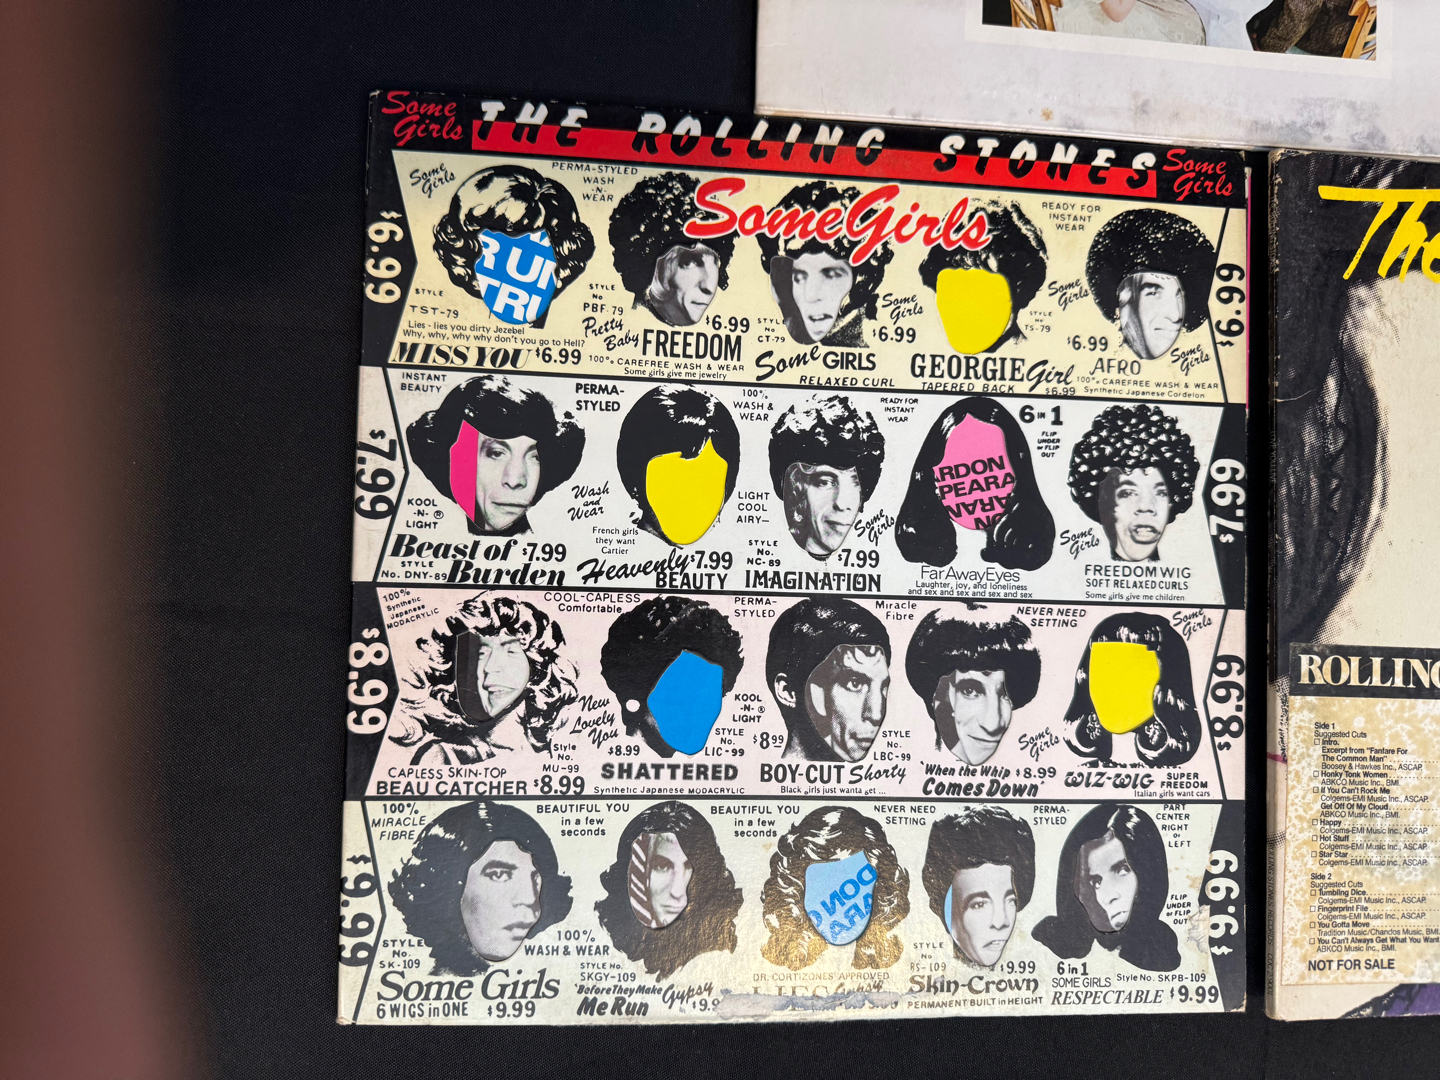 Some Girls
THE ROLLING STONES
Some Girls
Some Girls
$6.99
Some Girls
PERMA-STYLED
WASH
-N-
WEAR
READY FOR
INSTANT
WEAR
$6.99
R UN
TRI
STYLE
TST-79
Lies - lies you dirty Jezebel
Why, why, why why don't you go to Hell?
MISS YOU $6.99
STYLE
No
PBF-79
Pretty
Baby
FREEDOM
$6.99
100% CAREFREE WASH & WEAR
Some girls give me jewelry
STYLE
No
CT-79
Some GIRLS
$6.99
RELAXED CURL
Some
Girls
STYLE
No
TS-79
GEORGIE Girl
TAPERED BACK $6.99
Some
Girls
$6.99
AFRO
100% CAREFREE WASH & WEAR
Synthetic Japanese Cordelon
Some
Girls
$7.99
INSTANT
BEAUTY
PERMA-
STYLED
100%
WASH &
WEAR
READY FOR
INSTANT
WEAR
6 IN 1
FLIP
UNDER
or FLIP
OUT
$7.99
KOOL
-N- ®
LIGHT
Beast of $7.99
STYLE
No. DNY-89
Burden
Wash
and
Wear
French girls
they want
Cartier
Heavenly $7.99
BEAUTY
LIGHT
COOL
AIRY—
STYLE
No.
NC-89
$7.99
IMAGINATION
Some
Girls
RDON
PEARA
ARAN
ON
Far Away Eyes
Laughter, joy, and loneliness
and sex and sex and sex and sex
Some
Girls
FREEDOM WIG
SOFT RELAXED CURLS
Some girls give me children
$8.99
100%
Synthetic
Japanese
MODACRYLIC
COOL-CAPLESS
Comfortable
PERMA-
STYLED
Miracle
Fibre
NEVER NEED
SETTING
Some
Girls
$8.99
New
Lovely
You
Style
No.
MU-99
CAPLESS SKIN-TOP
BEAU CATCHER $8.99
$8.99
KOOL
-N- ®
LIGHT
STYLE
No.
LIC-99
SHATTERED
Synthetic Japanese MODACRYLIC
$8.99
STYLE
No.
LBC-99
BOY-CUT Shorty
Black girls just wanta get ...
'When the Whip $8.99
Comes Down'
Some
Girls
WIZ-WIG
SUPER
FREEDOM
Italian girls want cars
$9.99
100%
MIRACLE
FIBRE
BEAUTIFUL YOU
in a few
seconds
BEAUTIFUL YOU
in a few
seconds
NEVER NEED
SETTING
PERMA-
STYLED
PART
CENTER
RIGHT
or
LEFT
FLIP
UNDER
or FLIP
OUT
$9.99
STYLE
No.
SK-109
100%
WASH & WEAR
Some Girls
6 WIGS in ONE $9.99
STYLE No.
SKGY-109
'Before They Make
Me Run
Gypsy
$9.9
DON
ARA
DR. CORTIZONES APPROVED
LIES
Gypsy
STYLE
No
RS-109
$9.99
Skin-Crown
PERMANENT BUILT in HEIGHT
6 in 1
SOME GIRLS
Style No. SKPB-109
RESPECTABLE $9.99
The
ROLLING
Side 1
Suggested Cuts
Intro.
Excerpt from "Fanfare For
The Common Man"
Boosey & Hawkes Inc., ASCAP
Honky Tonk Women
ABKCO Music Inc., BMI
If You Can't Rock Me
Colgems-EMI Music Inc., ASCAP.
Get Off Of My Cloud
ABKCO Music Inc., BMI.
Happy
Colgems-EMI Music Inc., ASCAP.
Hot Stuff
Colgems-EMI Music Inc., ASCAP.
Star Star
Colgems-EMI Music Inc., ASCAP
Side 2
Suggested Cuts
Tumbling Dice
Colgems-EMI Music Inc., ASCAP.
Fingerprint File
Colgems-EMI Music Inc., ASCAP.
You Gotta Move
Tradition Music/Chandos Music, BMI.
You Can't Always Get What You Want
ABKCO Music Inc., BMI.
NOT FOR SALE